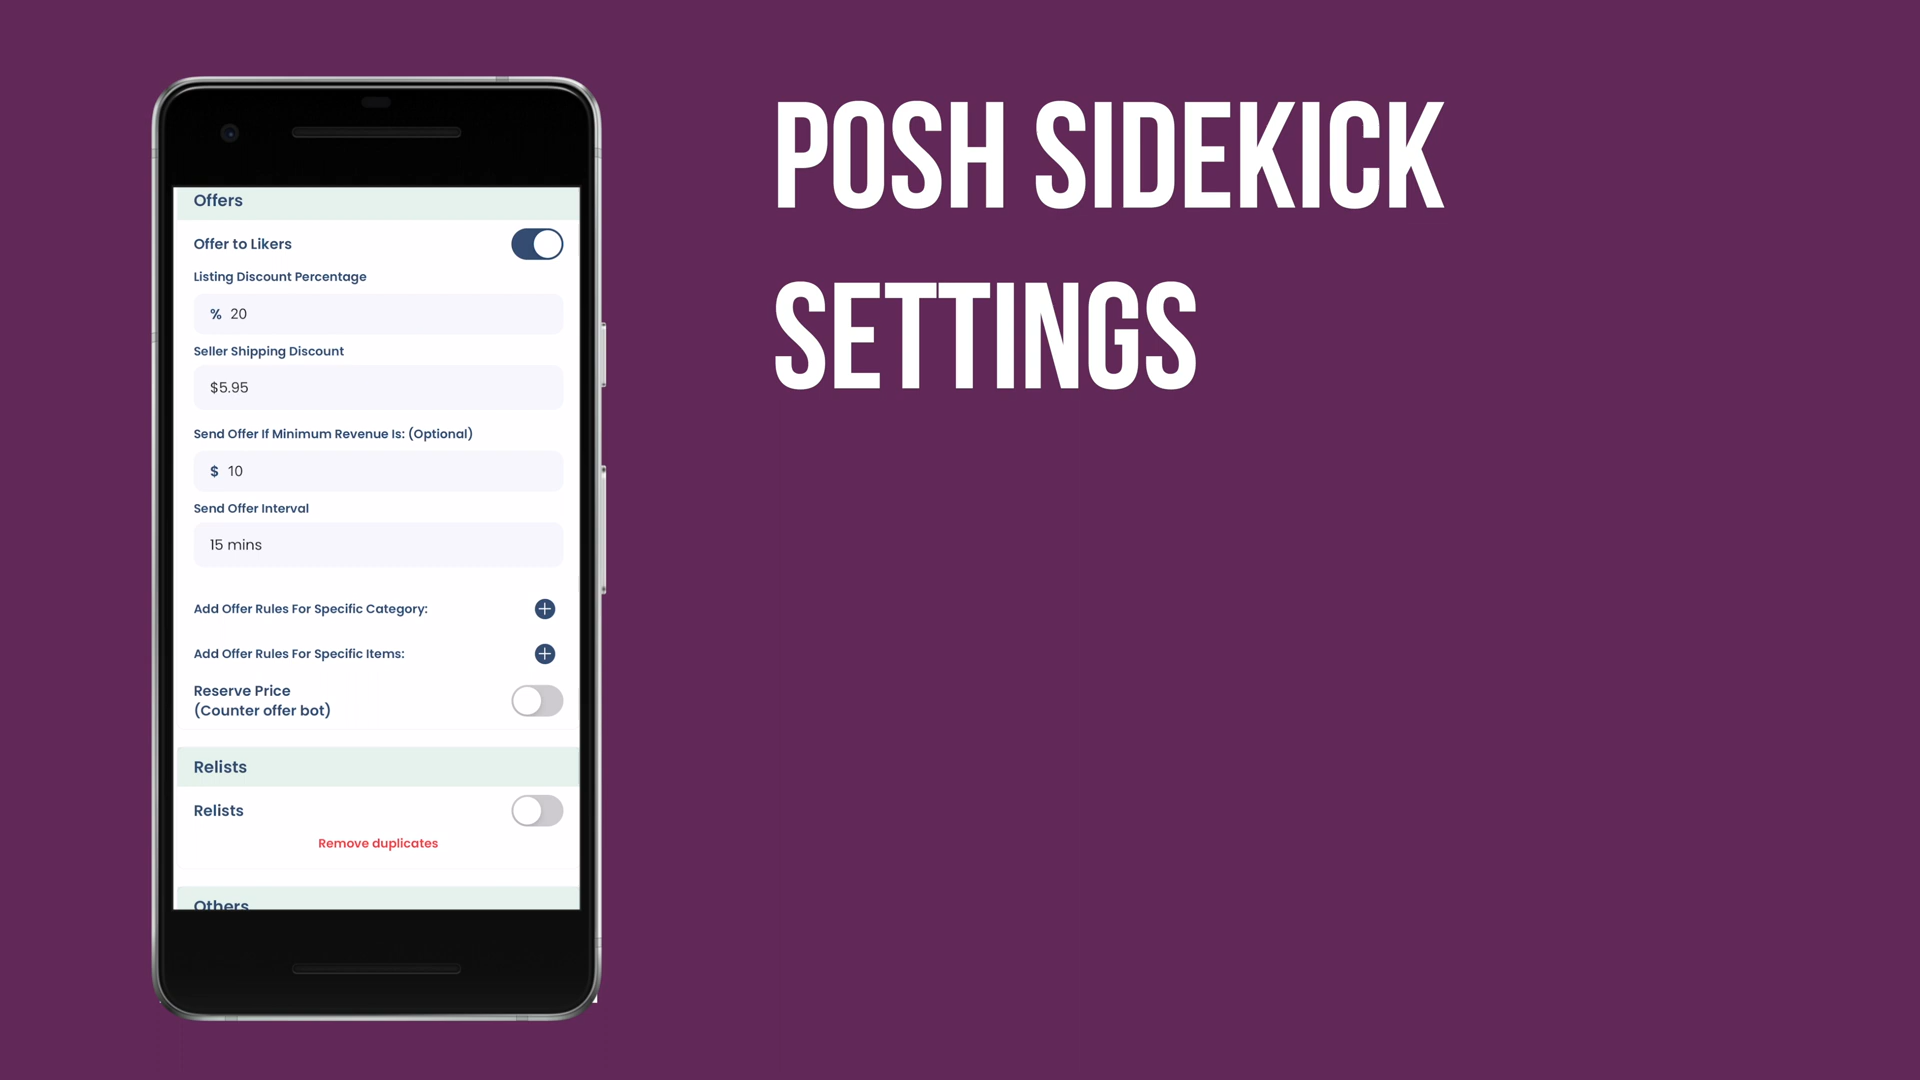 Offers
Offer to Likers
Listing Discount Percentage
% 20
Seller Shipping Discount
$5.95
Send Offer If Minimum Revenue Is: (Optional)
$ 10
Send Offer Interval
15 mins
Add Offer Rules For Specific Category:
Add Offer Rules For Specific Items:
Reserve Price
(Counter offer bot)
Relists
Relists
Remove duplicates
Others
POSH SIDEKICK
SETTINGS